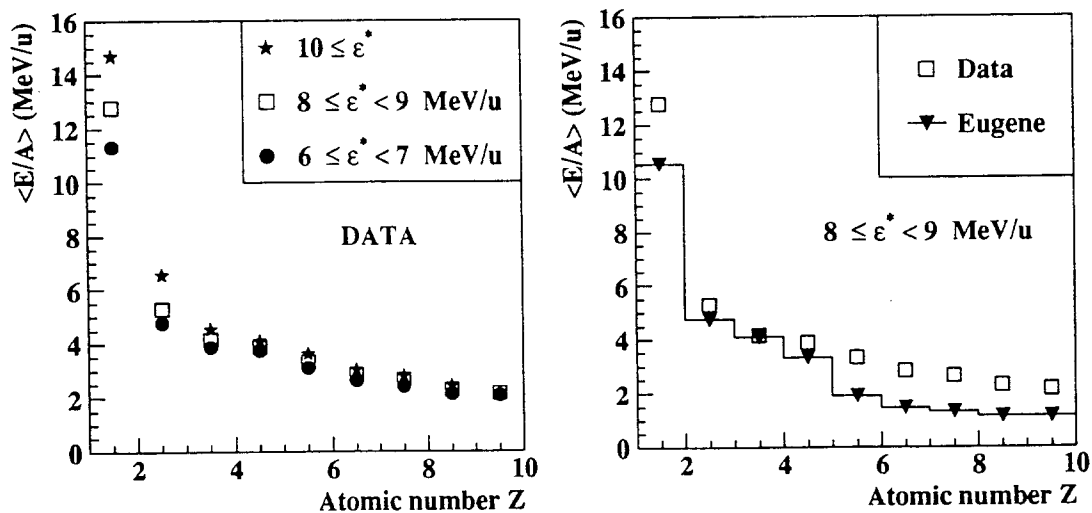 <E/A> (MeV/u)
16
14
12
10
8
6
4
2
0
2
4
6
8
10
Atomic number Z
10 ≤ ε*
8 ≤ ε* < 9 MeV/u
6 ≤ ε* < 7 MeV/u
DATA
<E/A> (MeV/u)
16
14
12
10
8
6
4
2
0
2
4
6
8
10
Atomic number Z
Data
Eugene
8 ≤ ε* < 9 MeV/u